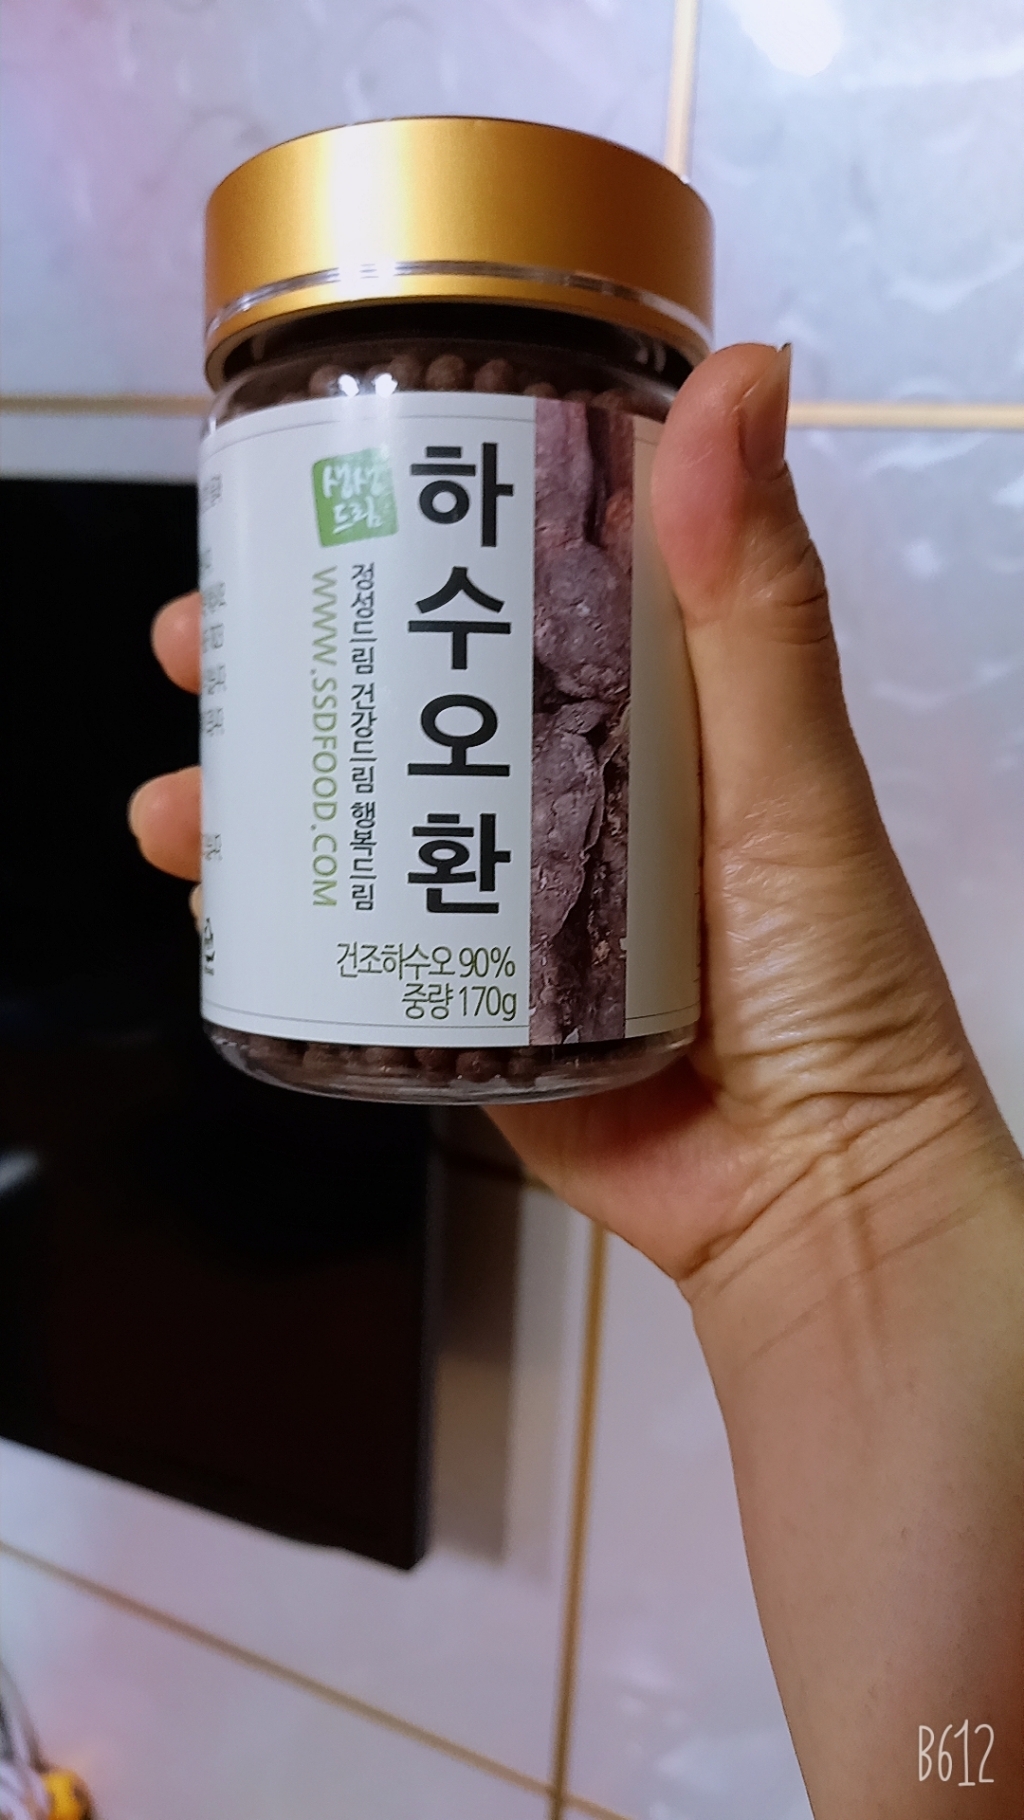 하수오환
생생
드림
정성드림 건강드림 행복드림
WWW.SSDFOOD.COM
건조하수오 90%
중량 170g
B612